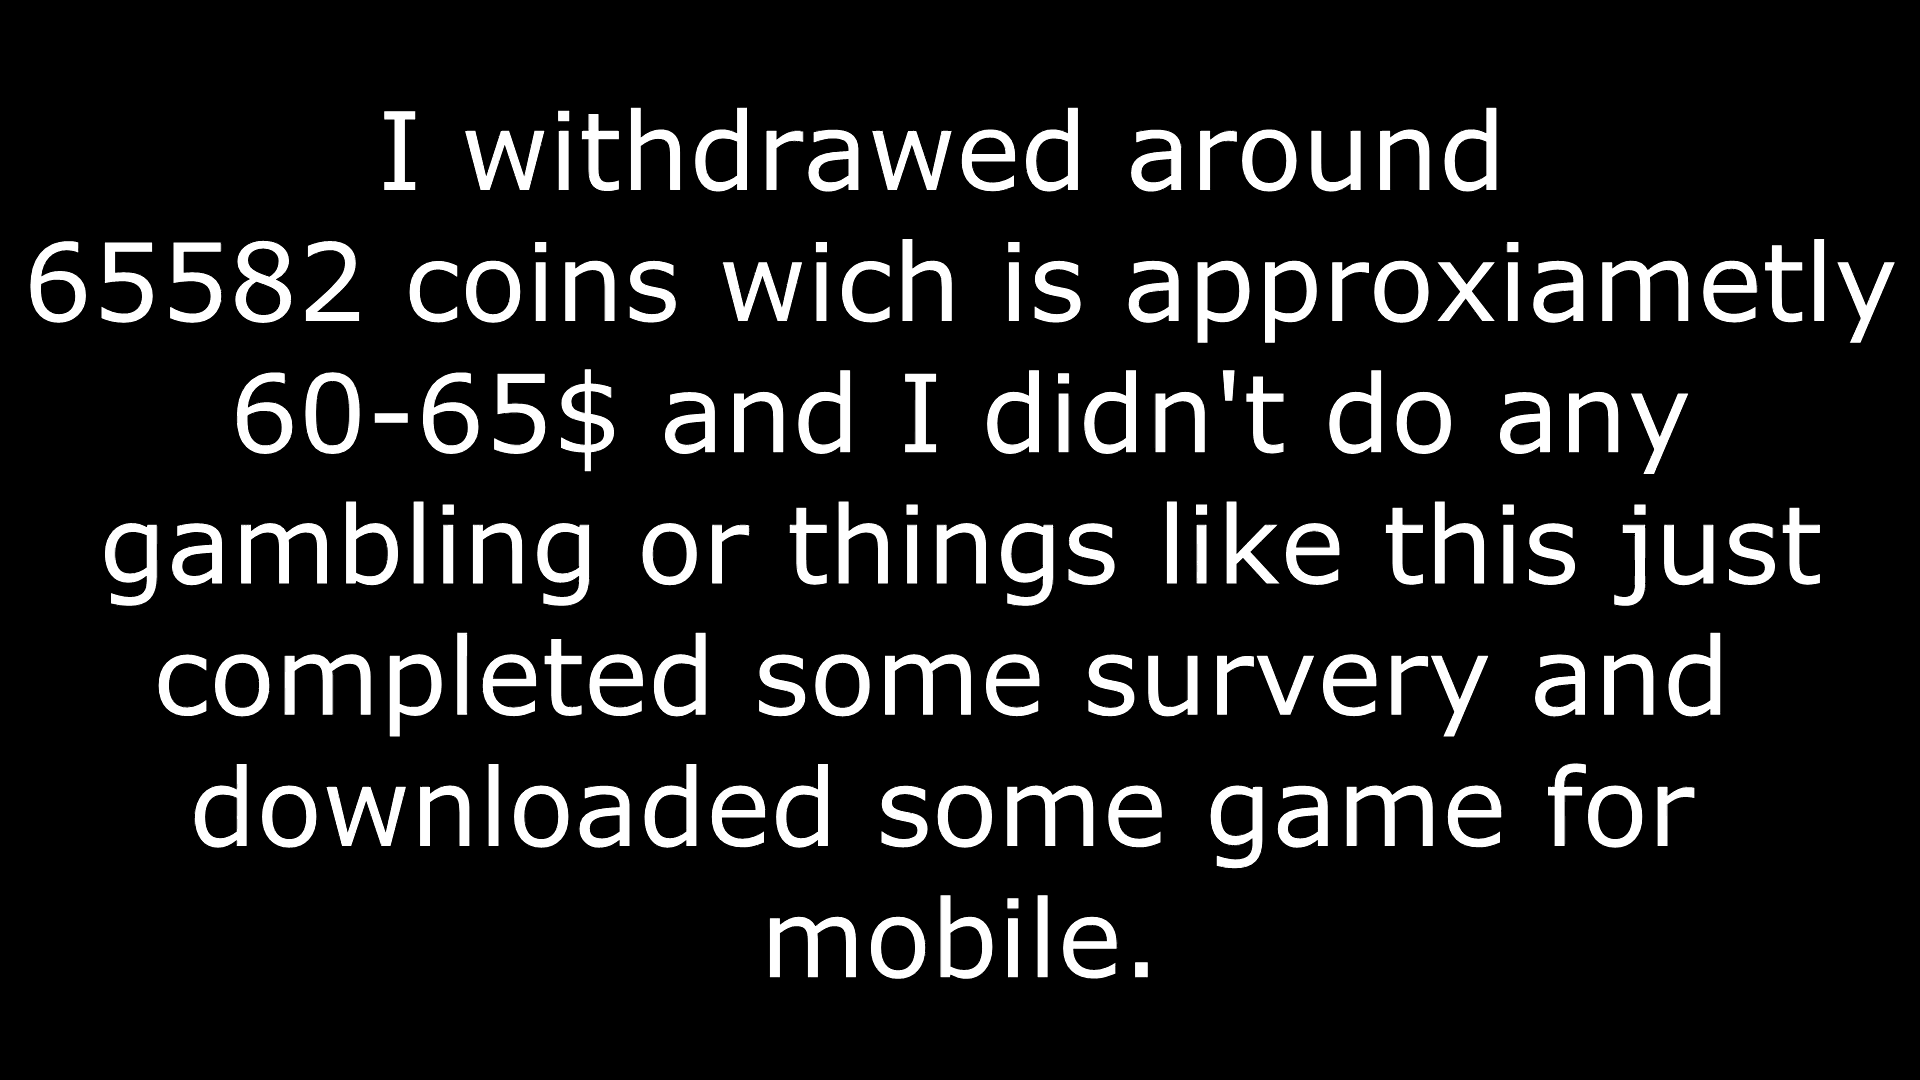 I withdrawed around
65582 coins wich is approxiametly
60-65$ and I didn't do any
gambling or things like this just
completed some survery and
downloaded some game for
mobile.